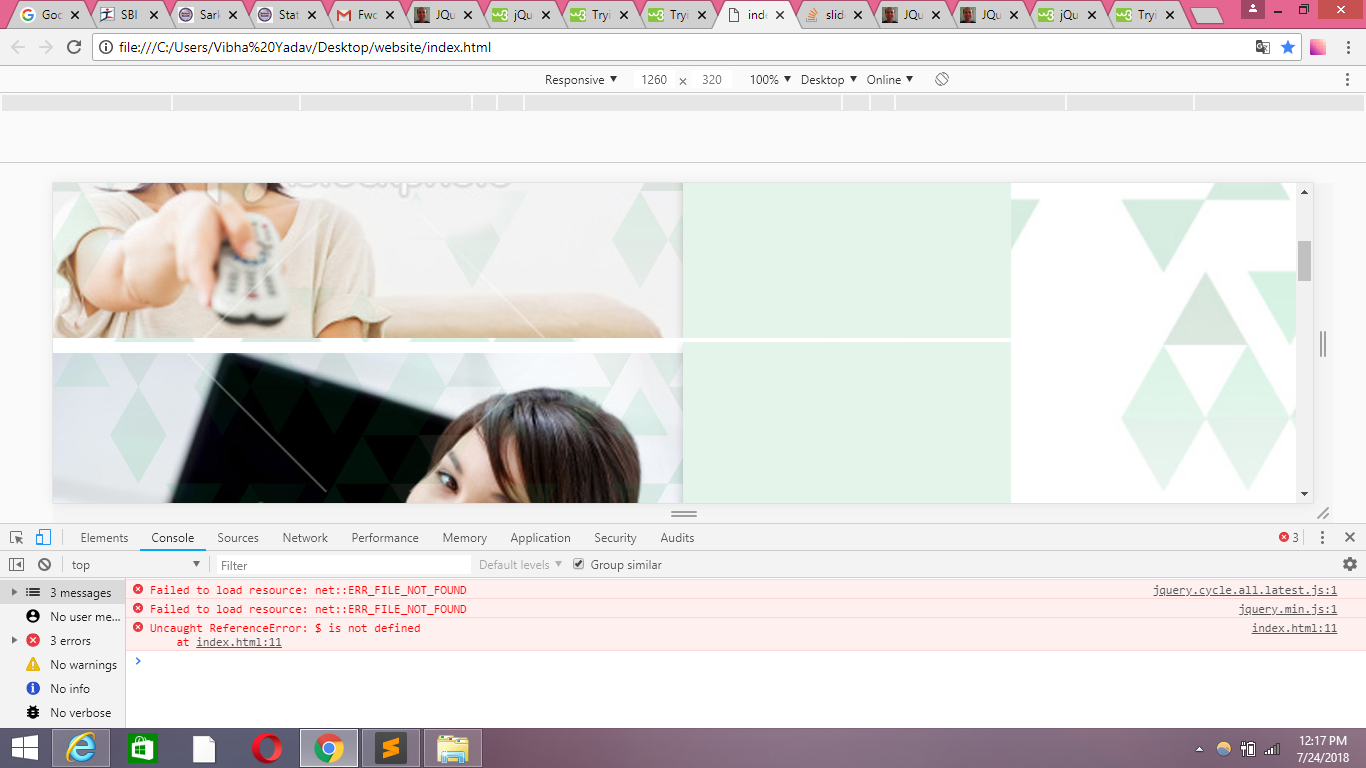 Goo SBI Sark Stat Fwd JQu jQu Tryi Tryi inde slide JQu JQu jQu Tryi
file:///C:/Users/Vibha%20Yadav/Desktop/website/index.html
Responsive 1260 × 320 100% Desktop Online
Elements Console Sources Network Performance Memory Application Security Audits 3
top Filter Default levels Group similar
3 messages
No user me...
3 errors
No warnings
No info
No verbose
Failed to load resource: net::ERR_FILE_NOT_FOUND jquery.cycle.all.latest.js:1
Failed to load resource: net::ERR_FILE_NOT_FOUND jquery.min.js:1
Uncaught ReferenceError: $ is not defined index.html:11
at index.html:11
12:17 PM
7/24/2018